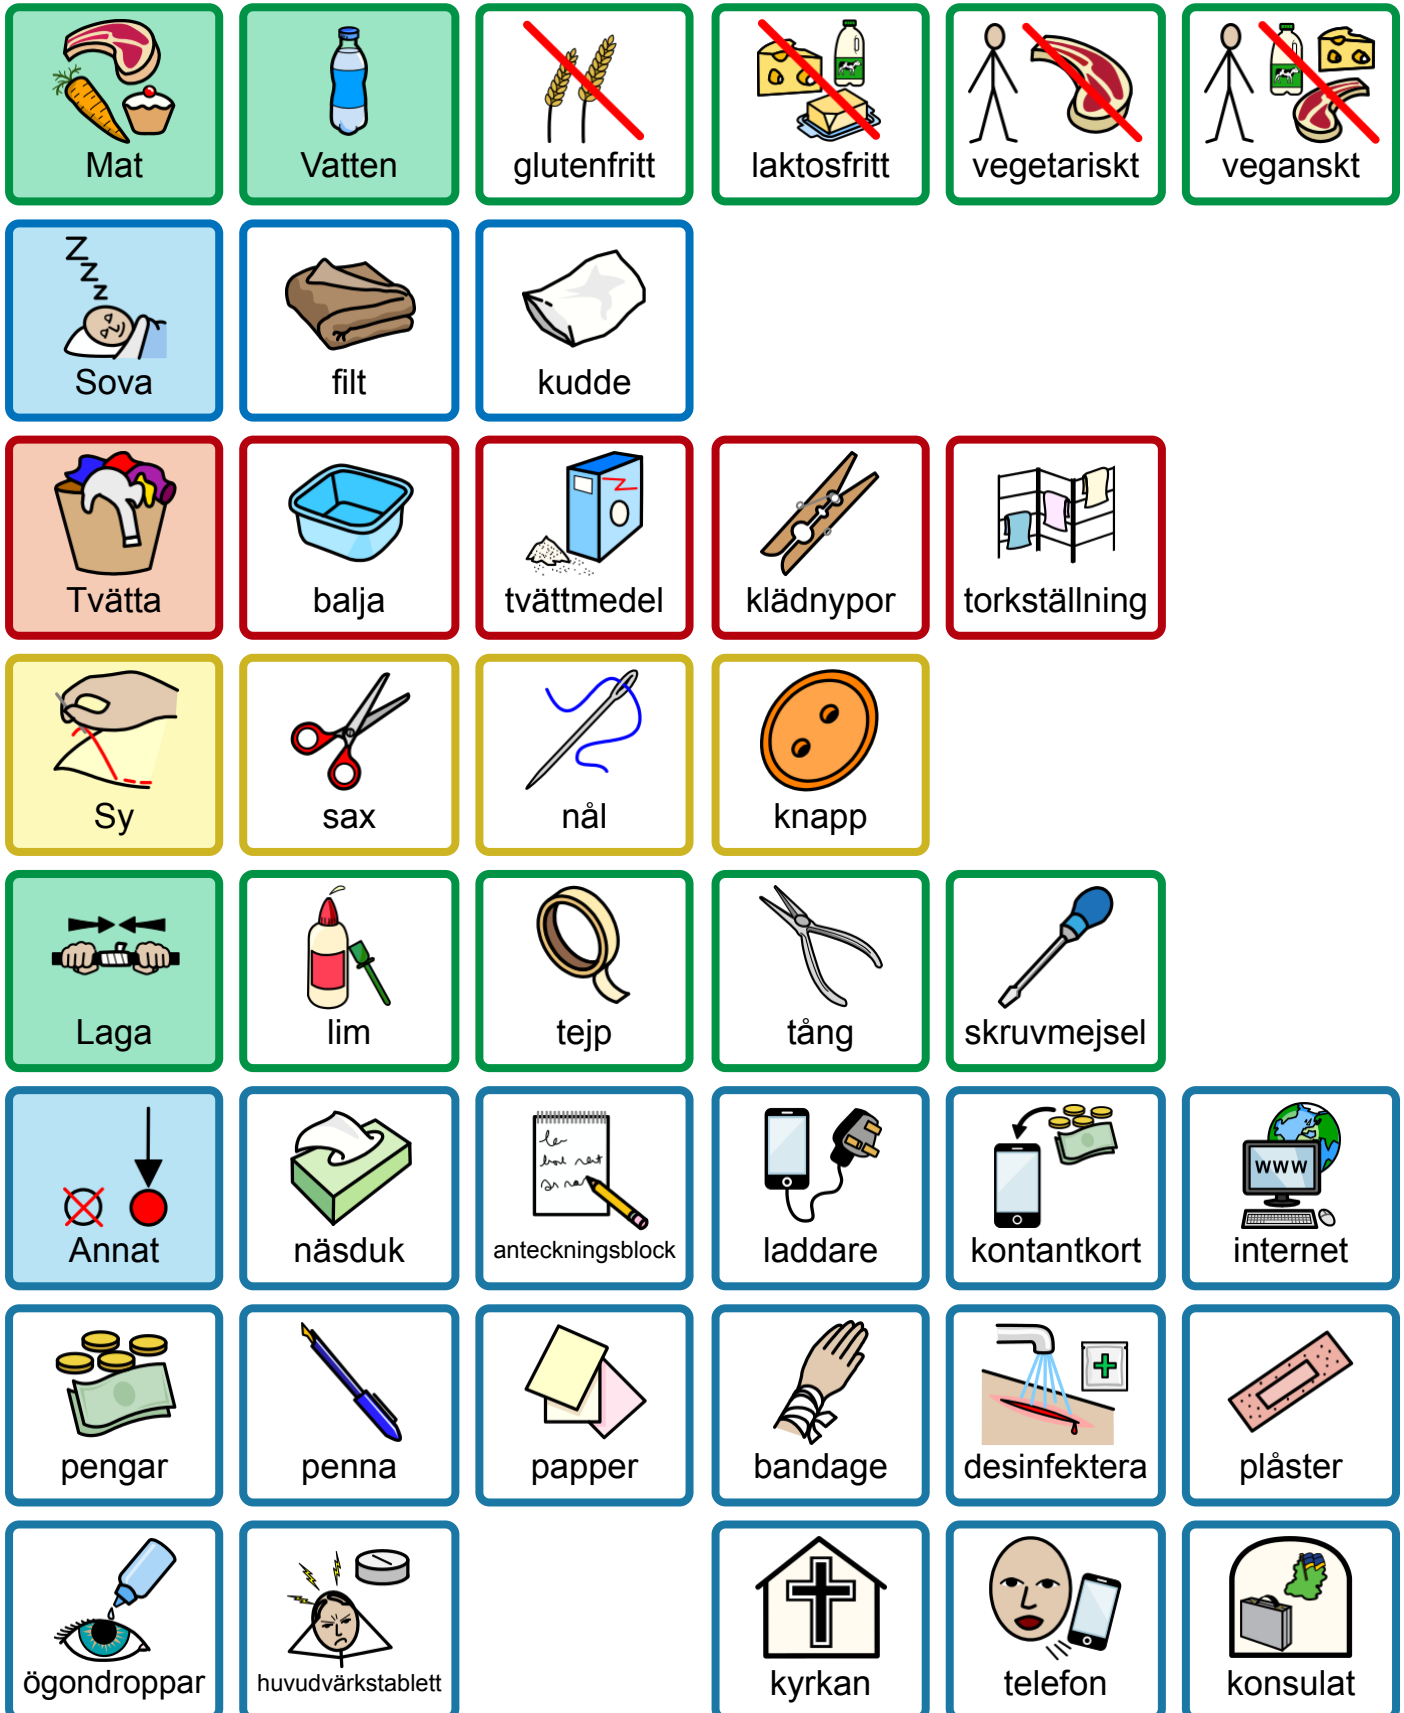 Mat
Vatten
glutenfritt
laktosfritt
vegetariskt
veganskt
Z
Z
Z
Sova
filt
kudde
Tvätta
balja
tvättmedel
klädnypor
torkställning
Sy
sax
nål
knapp
Laga
lim
tejp
tång
skruvmejsel
Annat
näsduk
anteckningsblock
laddare
kontantkort
www
internet
pengar
penna
papper
bandage
desinfektera
plåster
ögondroppar
huvudvärkstablett
kyrkan
telefon
konsulat